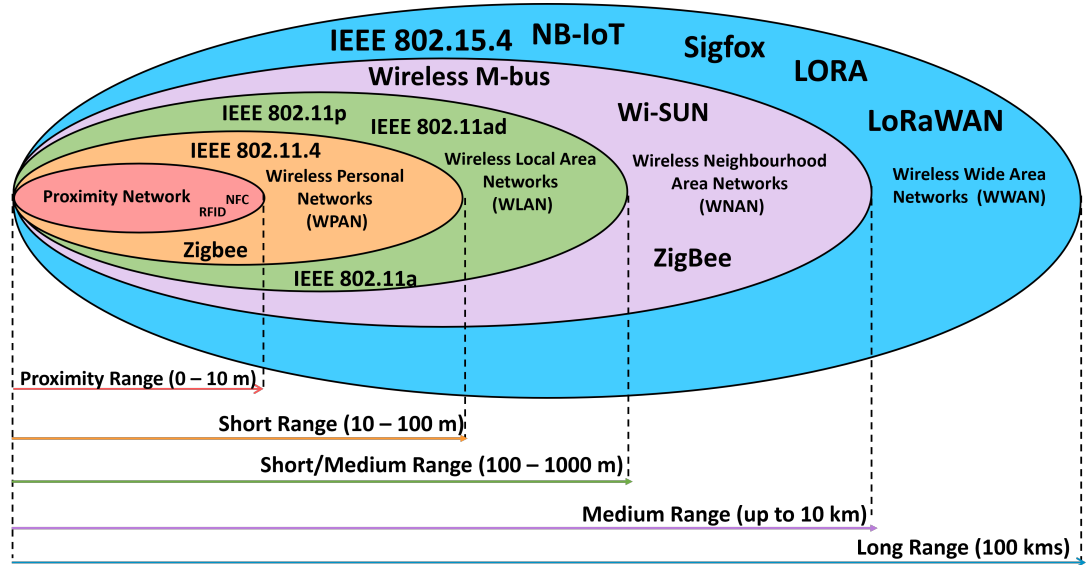 IEEE 802.15.4
NB-IoT
Sigfox
LORA
LoRaWAN
Wireless Wide Area
Networks (WWAN)
Wireless M-bus
Wi-SUN
Wireless Neighbourhood
Area Networks
(WNAN)
ZigBee
IEEE 802.11p
IEEE 802.11ad
Wireless Local Area
Networks
(WLAN)
IEEE 802.11a
IEEE 802.11.4
Wireless Personal
Networks
(WPAN)
Zigbee
Proximity Network
NFC
RFID
Proximity Range (0 – 10 m)
Short Range (10 – 100 m)
Short/Medium Range (100 – 1000 m)
Medium Range (up to 10 km)
Long Range (100 kms)